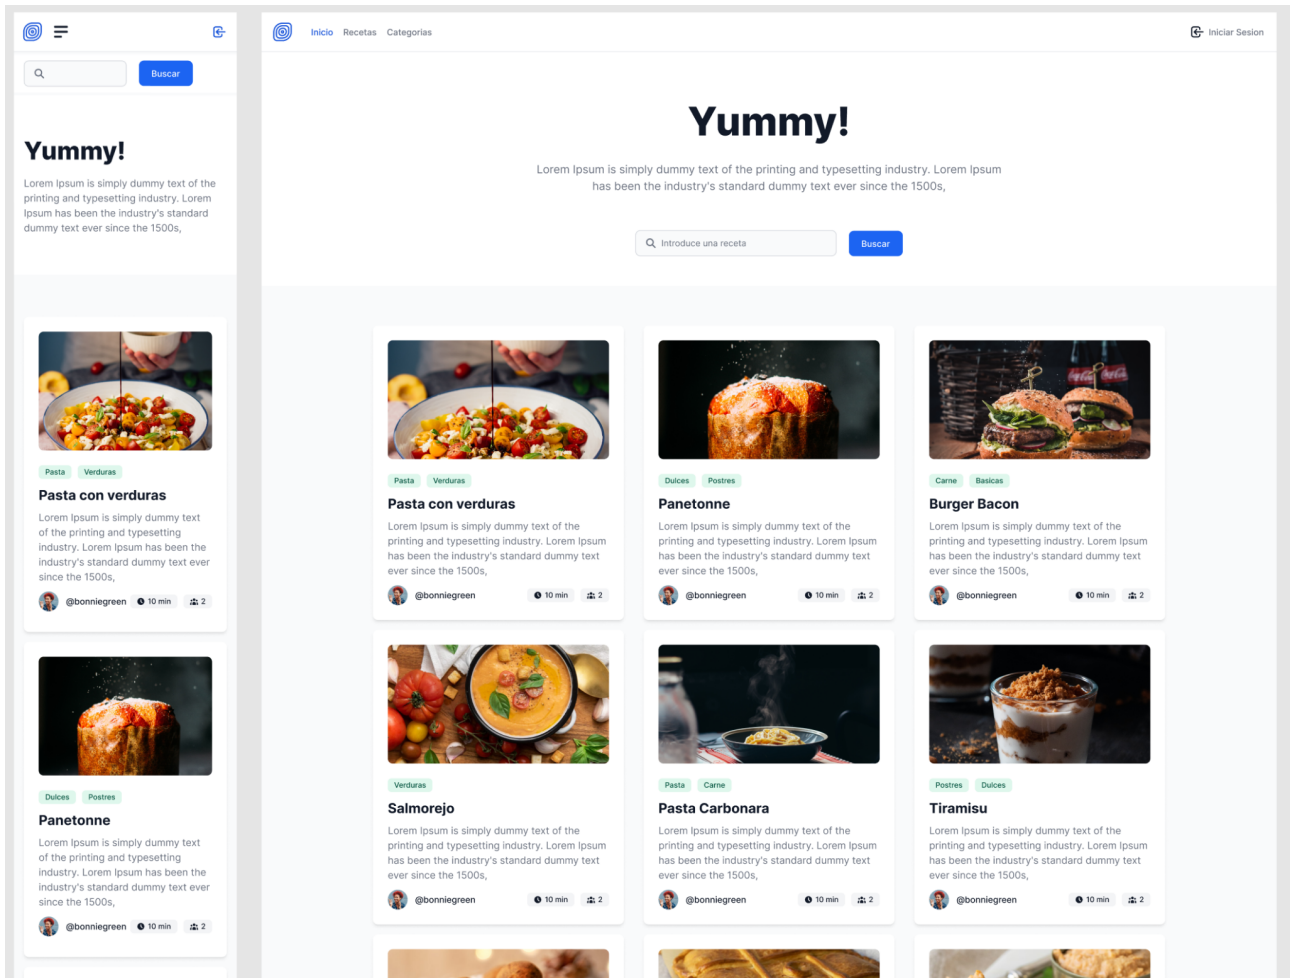 Buscar
Yummy!
Lorem Ipsum is simply dummy text of the
printing and typesetting industry. Lorem
Ipsum has been the industry's standard
dummy text ever since the 1500s,
Pasta Verduras
Pasta con verduras
Lorem Ipsum is simply dummy text
of the printing and typesetting
industry. Lorem Ipsum has been the
industry's standard dummy text ever
since the 1500s,
@bonniegreen 10 min 2
Dulces Postres
Panetonne
Lorem Ipsum is simply dummy text
of the printing and typesetting
industry. Lorem Ipsum has been the
industry's standard dummy text ever
since the 1500s,
@bonniegreen 10 min 2
Inicio Recetas Categorias
Iniciar Sesion
Yummy!
Lorem Ipsum is simply dummy text of the printing and typesetting industry. Lorem Ipsum
has been the industry's standard dummy text ever since the 1500s,
Introduce una receta
Buscar
Pasta Verduras
Pasta con verduras
Lorem Ipsum is simply dummy text of the
printing and typesetting industry. Lorem Ipsum
has been the industry's standard dummy text
ever since the 1500s,
@bonniegreen 10 min 2
Dulces Postres
Panetonne
Lorem Ipsum is simply dummy text of the
printing and typesetting industry. Lorem Ipsum
has been the industry's standard dummy text
ever since the 1500s,
@bonniegreen 10 min 2
Coca-Cola
Carne Basicas
Burger Bacon
Lorem Ipsum is simply dummy text of the
printing and typesetting industry. Lorem Ipsum
has been the industry's standard dummy text
ever since the 1500s,
@bonniegreen 10 min 2
Verduras
Salmorejo
Lorem Ipsum is simply dummy text of the
printing and typesetting industry. Lorem Ipsum
has been the industry's standard dummy text
ever since the 1500s,
@bonniegreen 10 min 2
Pasta Carne
Pasta Carbonara
Lorem Ipsum is simply dummy text of the
printing and typesetting industry. Lorem Ipsum
has been the industry's standard dummy text
ever since the 1500s,
@bonniegreen 10 min 2
Postres Dulces
Tiramisu
Lorem Ipsum is simply dummy text of the
printing and typesetting industry. Lorem Ipsum
has been the industry's standard dummy text
ever since the 1500s,
@bonniegreen 10 min 2